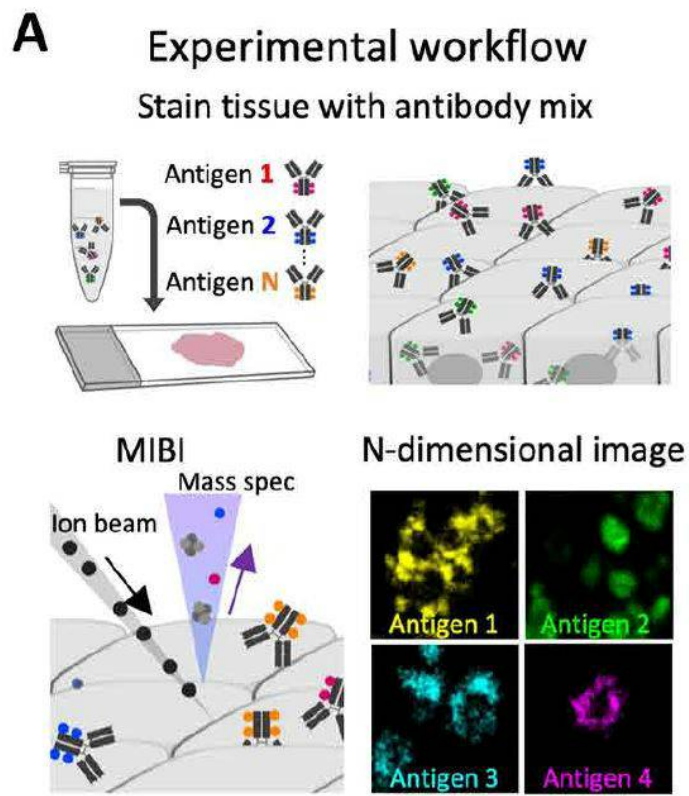 A
Experimental workflow
Stain tissue with antibody mix
Antigen 1
Antigen 2
Antigen N
MIBI
Mass spec
Ion beam
N-dimensional image
Antigen 1
Antigen 2
Antigen 3
Antigen 4